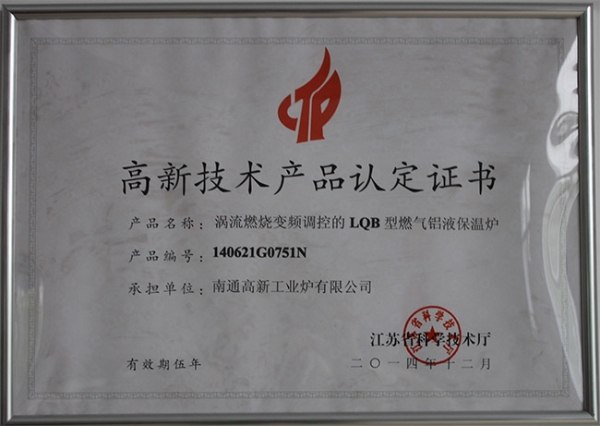 CTP
高新技术产品认定证书
产品名称: 涡流燃烧变频调控的 LQB 型燃气铝液保温炉
产品编号: 140621G0751N
承担单位: 南通高新工业炉有限公司
江苏省科学技术厅
有效期伍年
二〇一四年十二月